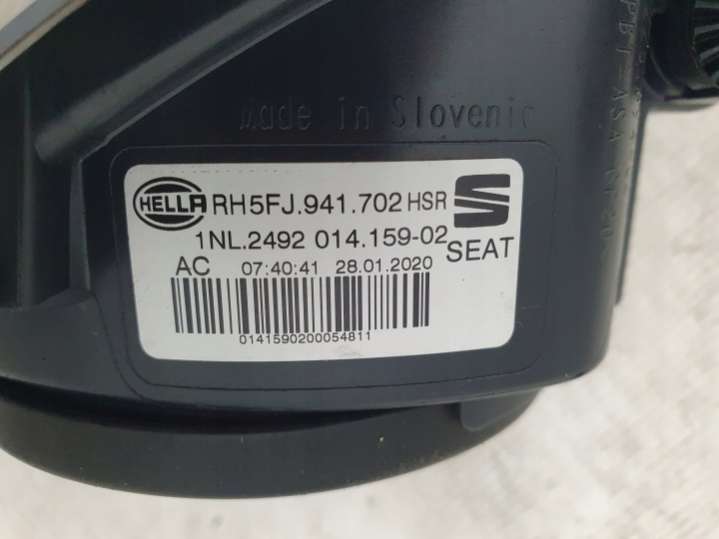 Made in Slovenia
HELLA RH5FJ.941.702 HSR
1NL.2492 014.159-02
SEAT
AC 07:40:41 28.01.2020
0141590200054811